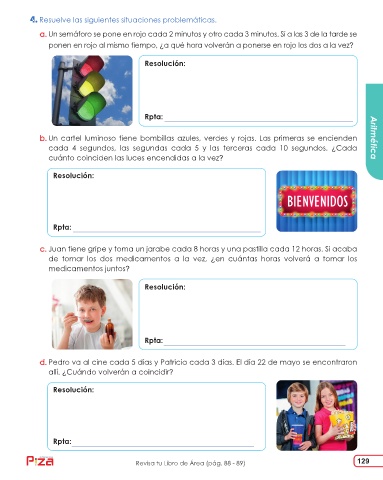 4. Resuelve las siguientes situaciones problemáticas.
a. Un semáforo se pone en rojo cada 2 minutos y otro cada 3 minutos. Si a las 3 de la tarde se
ponen en rojo al mismo tiempo, ¿a qué hora volverán a ponerse en rojo los dos a la vez?
Resolución:
Rpta:
b. Un cartel luminoso tiene bombillas azules, verdes y rojas. Las primeras se encienden
cada 4 segundos, las segundas cada 5 y las terceras cada 10 segundos. ¿Cada
cuánto coinciden las luces encendidas a la vez?
Resolución:
BIENVENIDOS
Rpta:
Aritmética
c. Juan tiene gripe y toma un jarabe cada 8 horas y una pastilla cada 12 horas. Si acaba
de tomar los dos medicamentos a la vez, ¿en cuántas horas volverá a tomar los
medicamentos juntos?
Resolución:
Rpta:
d. Pedro va al cine cada 5 días y Patricio cada 3 días. El día 22 de mayo se encontraron
allí. ¿Cuándo volverán a coincidir?
Resolución:
Rpta:
Piza
Revisa tu Libro de Área (pág. 88 - 89)
129